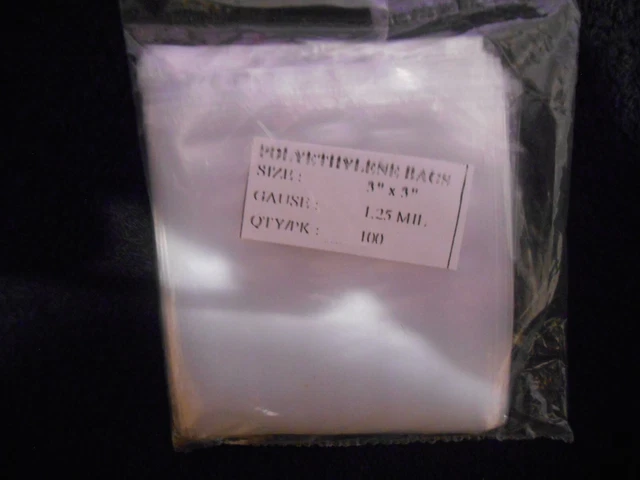 POLYETHYLENE BAGS
SIZE : 3" x 3"
GAUSE : 1.25 MIL
QTY/PK : 100